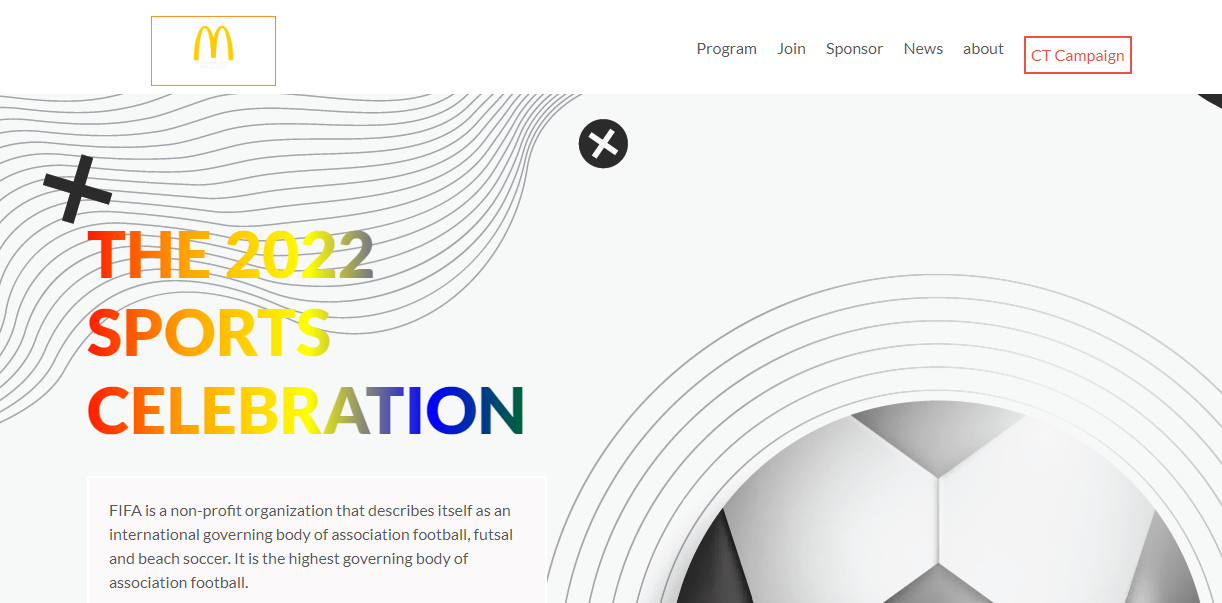 Program Join Sponsor News about CT Campaign
THE 2022
SPORTS
CELEBRATION
FIFA is a non-profit organization that describes itself as an
international governing body of association football, futsal
and beach soccer. It is the highest governing body of
association football.